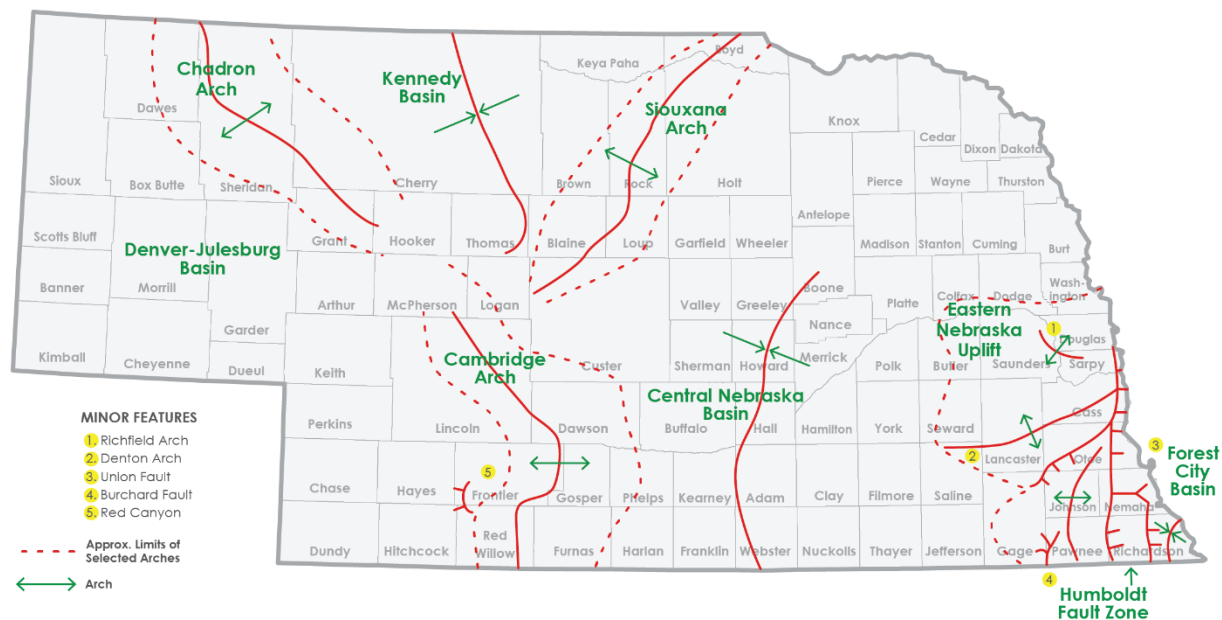 Chadron
Arch
Kennedy
Basin
Siouxana
Arch
Denver-Julesburg
Basin
Cambridge
Arch
Central Nebraska
Basin
Eastern
Nebraska
Uplift
Forest
City
Basin
Humboldt
Fault Zone
Keya Paha
Boyd
Dawes
Knox
Cedar
Dixon
Dakota
Sioux
Box Butte
Sheridan
Cherry
Brown
Rock
Holt
Pierce
Wayne
Thurston
Antelope
Scotts Bluff
Grant
Hooker
Thomas
Blaine
Loup
Garfield
Wheeler
Madison
Stanton
Cuming
Burt
Banner
Morrill
Arthur
McPherson
Logan
Valley
Greeley
Boone
Platte
Colfax
Dodge
Wash-
ington
Garder
Nance
Kimball
Cheyenne
Dueul
Keith
Custer
Sherman
Howard
Merrick
Polk
Butler
Saunders
Douglas
Sarpy
Perkins
Lincoln
Dawson
Buffalo
Hall
Hamilton
York
Seward
Lancaster
Cass
Otoe
Chase
Hayes
Frontier
Gosper
Phelps
Kearney
Adam
Clay
Filmore
Saline
Johnson
Nemaha
Dundy
Hitchcock
Red
Willow
Furnas
Harlan
Franklin
Webster
Nuckolls
Thayer
Jefferson
Gage
Pawnee
Richardson
1
2
3
4
5
MINOR FEATURES
1. Richfield Arch
2. Denton Arch
3. Union Fault
4. Burchard Fault
5. Red Canyon
Approx. Limits of
Selected Arches
Arch